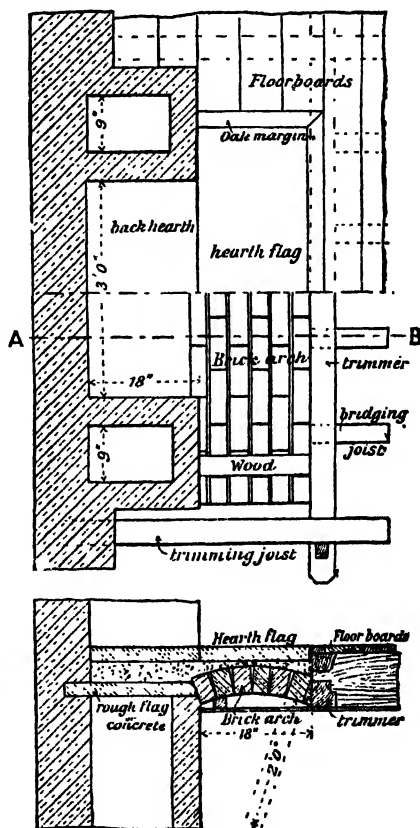 Floorboards
9"
Oak margin
back hearth
hearth flag
3'0"
A
B
Brick arch
trimmer
18"
bridging
joist
9"
Wood
trimming joist
Hearth flag
Floor boards
rough flag
concrete
Brick arch
trimmer
18"
2'0"